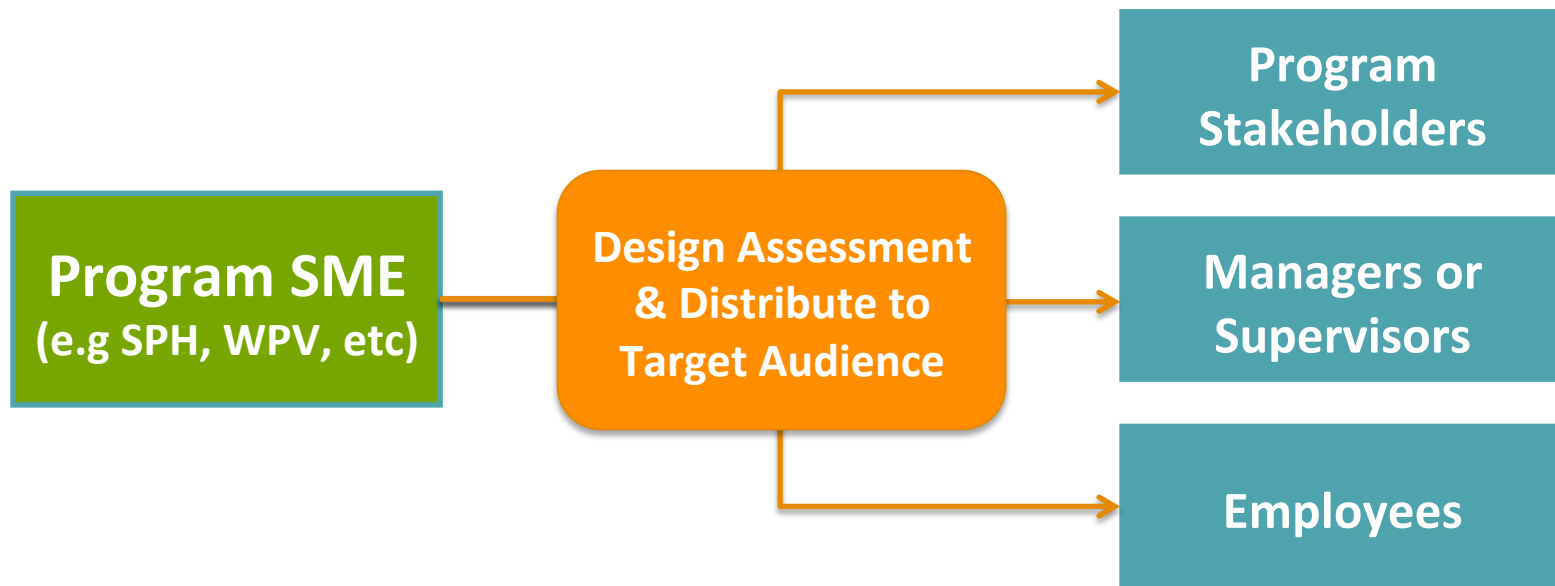 Program SME
(e.g SPH, WPV, etc)
Design Assessment
& Distribute to
Target Audience
Program
Stakeholders
Managers or
Supervisors
Employees